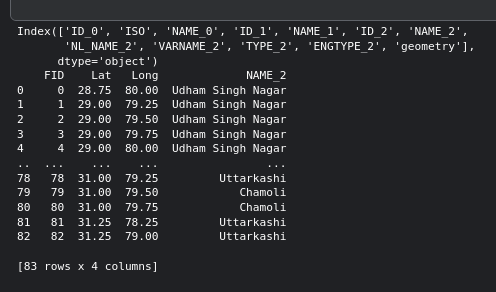 Index(['ID_0', 'ISO', 'NAME_0', 'ID_1', 'NAME_1', 'ID_2', 'NAME_2',
       'NL_NAME_2', 'VARNAME_2', 'TYPE_2', 'ENGTYPE_2', 'geometry'],
      dtype='object')
    FID    Lat   Long             NAME_2
0     0  28.75  80.00  Udham Singh Nagar
1     1  29.00  79.25  Udham Singh Nagar
2     2  29.00  79.50  Udham Singh Nagar
3     3  29.00  79.75  Udham Singh Nagar
4     4  29.00  80.00  Udham Singh Nagar
..  ...    ...    ...                ...
78   78  31.00  79.25         Uttarkashi
79   79  31.00  79.50            Chamoli
80   80  31.00  79.75            Chamoli
81   81  31.25  78.25         Uttarkashi
82   82  31.25  79.00         Uttarkashi

[83 rows x 4 columns]